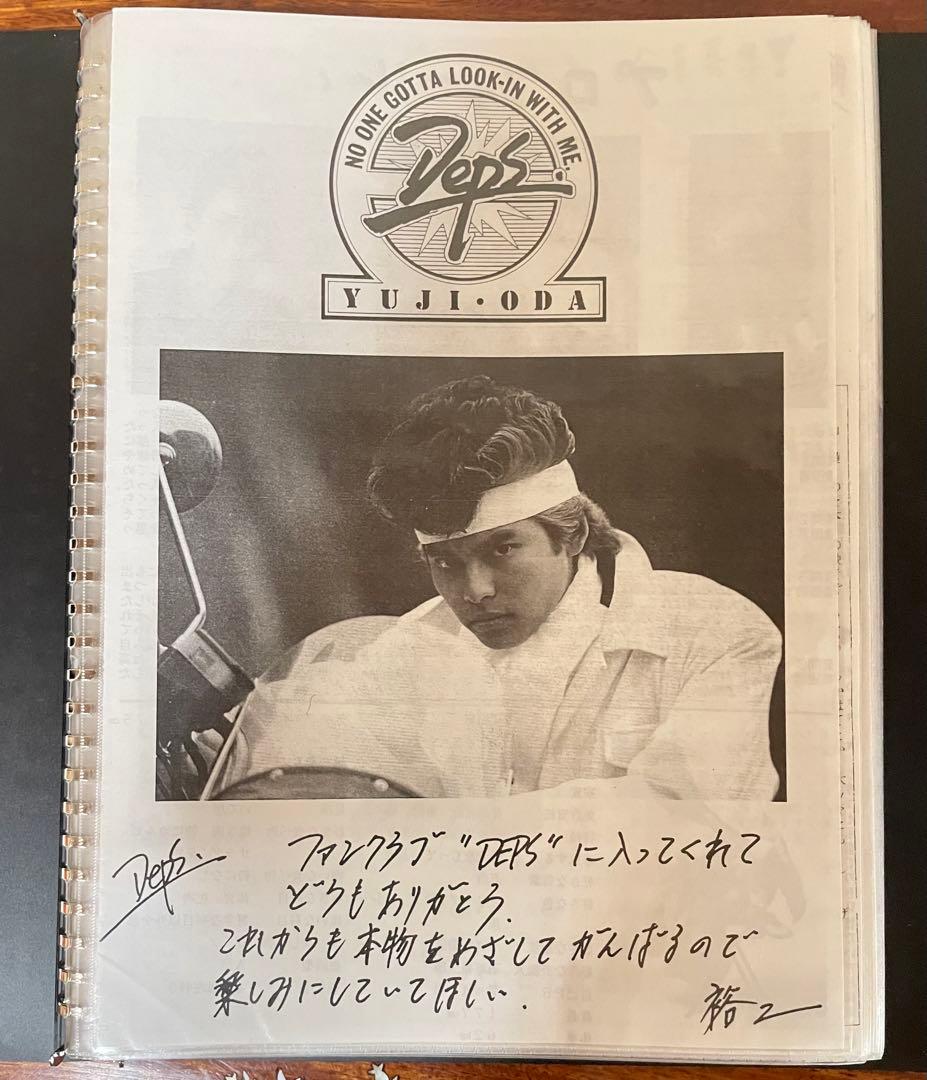 NO ONE GOTTA LOOK-IN WITH ME.
Deps.
YUJI・ODA
Deps.
ファンクラブ "DEPS" に入ってくれて
どうもありがとう.
これからも本物をめざしてがんばるので
楽しみにしていてほしい.
裕二